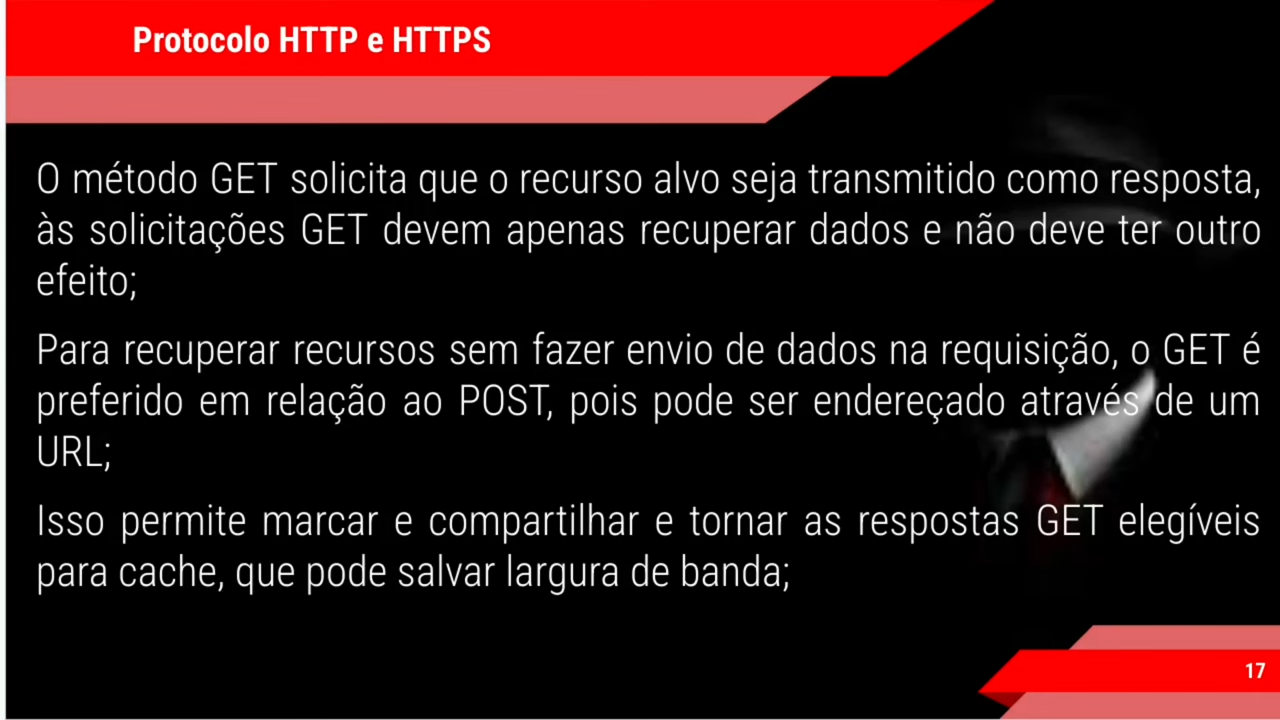 Protocolo HTTP e HTTPS
O método GET solicita que o recurso alvo seja transmitido como resposta,
às solicitações GET devem apenas recuperar dados e não deve ter outro
efeito;
Para recuperar recursos sem fazer envio de dados na requisição, o GET é
preferido em relação ao POST, pois pode ser endereçado através de um
URL;
Isso permite marcar e compartilhar e tornar as respostas GET elegíveis
para cache, que pode salvar largura de banda;
17